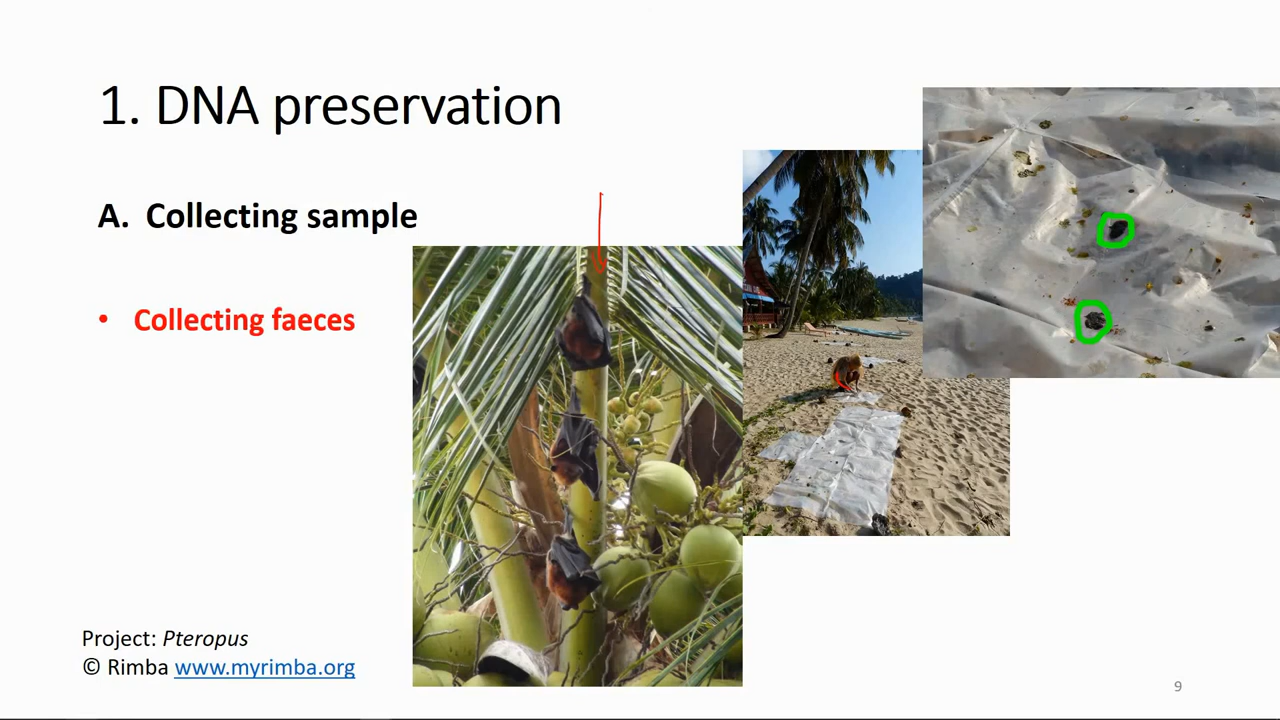 1. DNA preservation
A. Collecting sample
• Collecting faeces
Project: Pteropus
© Rimba www.myrimba.org
9